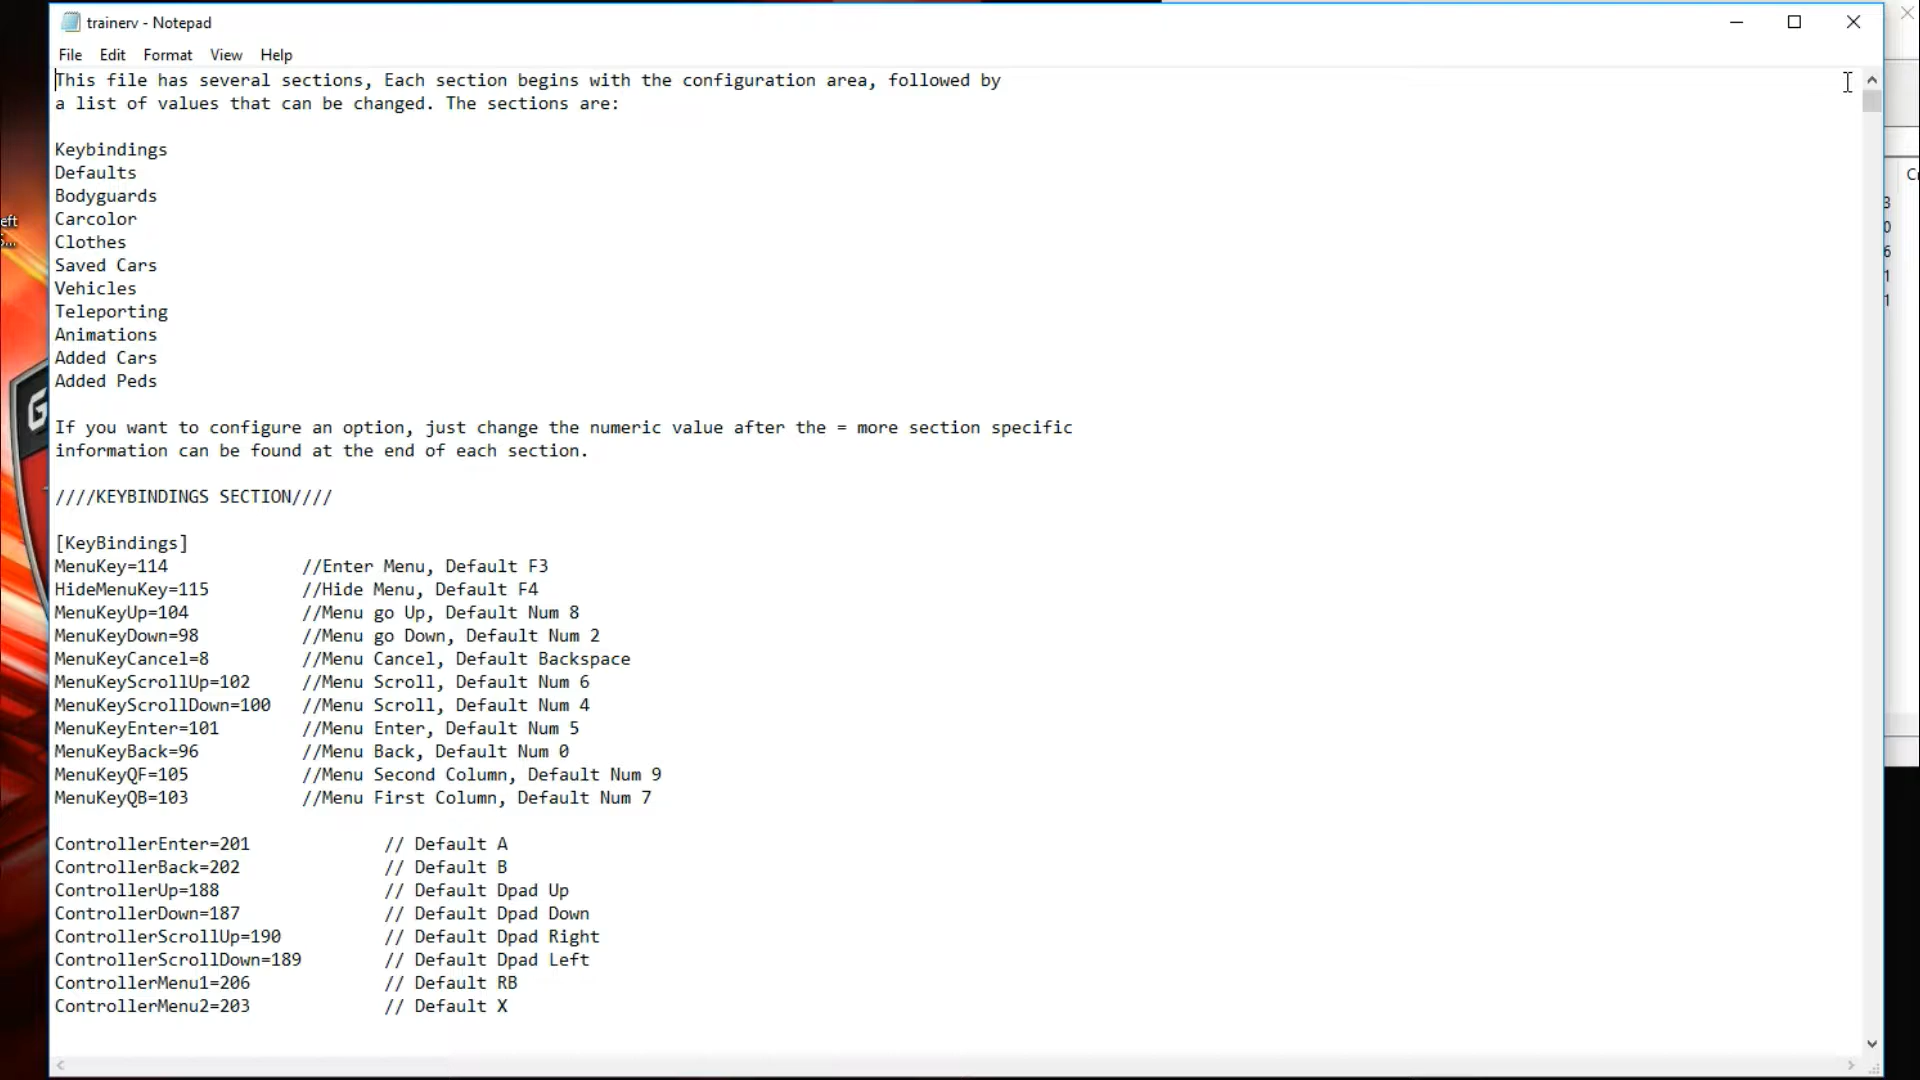 trainerv - Notepad
File Edit Format View Help
This file has several sections, Each section begins with the configuration area, followed by
a list of values that can be changed. The sections are:
Keybindings
Defaults
Bodyguards
Carcolor
Clothes
Saved Cars
Vehicles
Teleporting
Animations
Added Cars
Added Peds
If you want to configure an option, just change the numeric value after the = more section specific
information can be found at the end of each section.
////KEYBINDINGS SECTION////
[KeyBindings]
MenuKey=114 //Enter Menu, Default F3
HideMenuKey=115 //Hide Menu, Default F4
MenuKeyUp=104 //Menu go Up, Default Num 8
MenuKeyDown=98 //Menu go Down, Default Num 2
MenuKeyCancel=8 //Menu Cancel, Default Backspace
MenuKeyScrollUp=102 //Menu Scroll, Default Num 6
MenuKeyScrollDown=100 //Menu Scroll, Default Num 4
MenuKeyEnter=101 //Menu Enter, Default Num 5
MenuKeyBack=96 //Menu Back, Default Num 0
MenuKeyQF=105 //Menu Second Column, Default Num 9
MenuKeyQB=103 //Menu First Column, Default Num 7
ControllerEnter=201 // Default A
ControllerBack=202 // Default B
ControllerUp=188 // Default Dpad Up
ControllerDown=187 // Default Dpad Down
ControllerScrollUp=190 // Default Dpad Right
ControllerScrollDown=189 // Default Dpad Left
ControllerMenu1=206 // Default RB
ControllerMenu2=203 // Default X